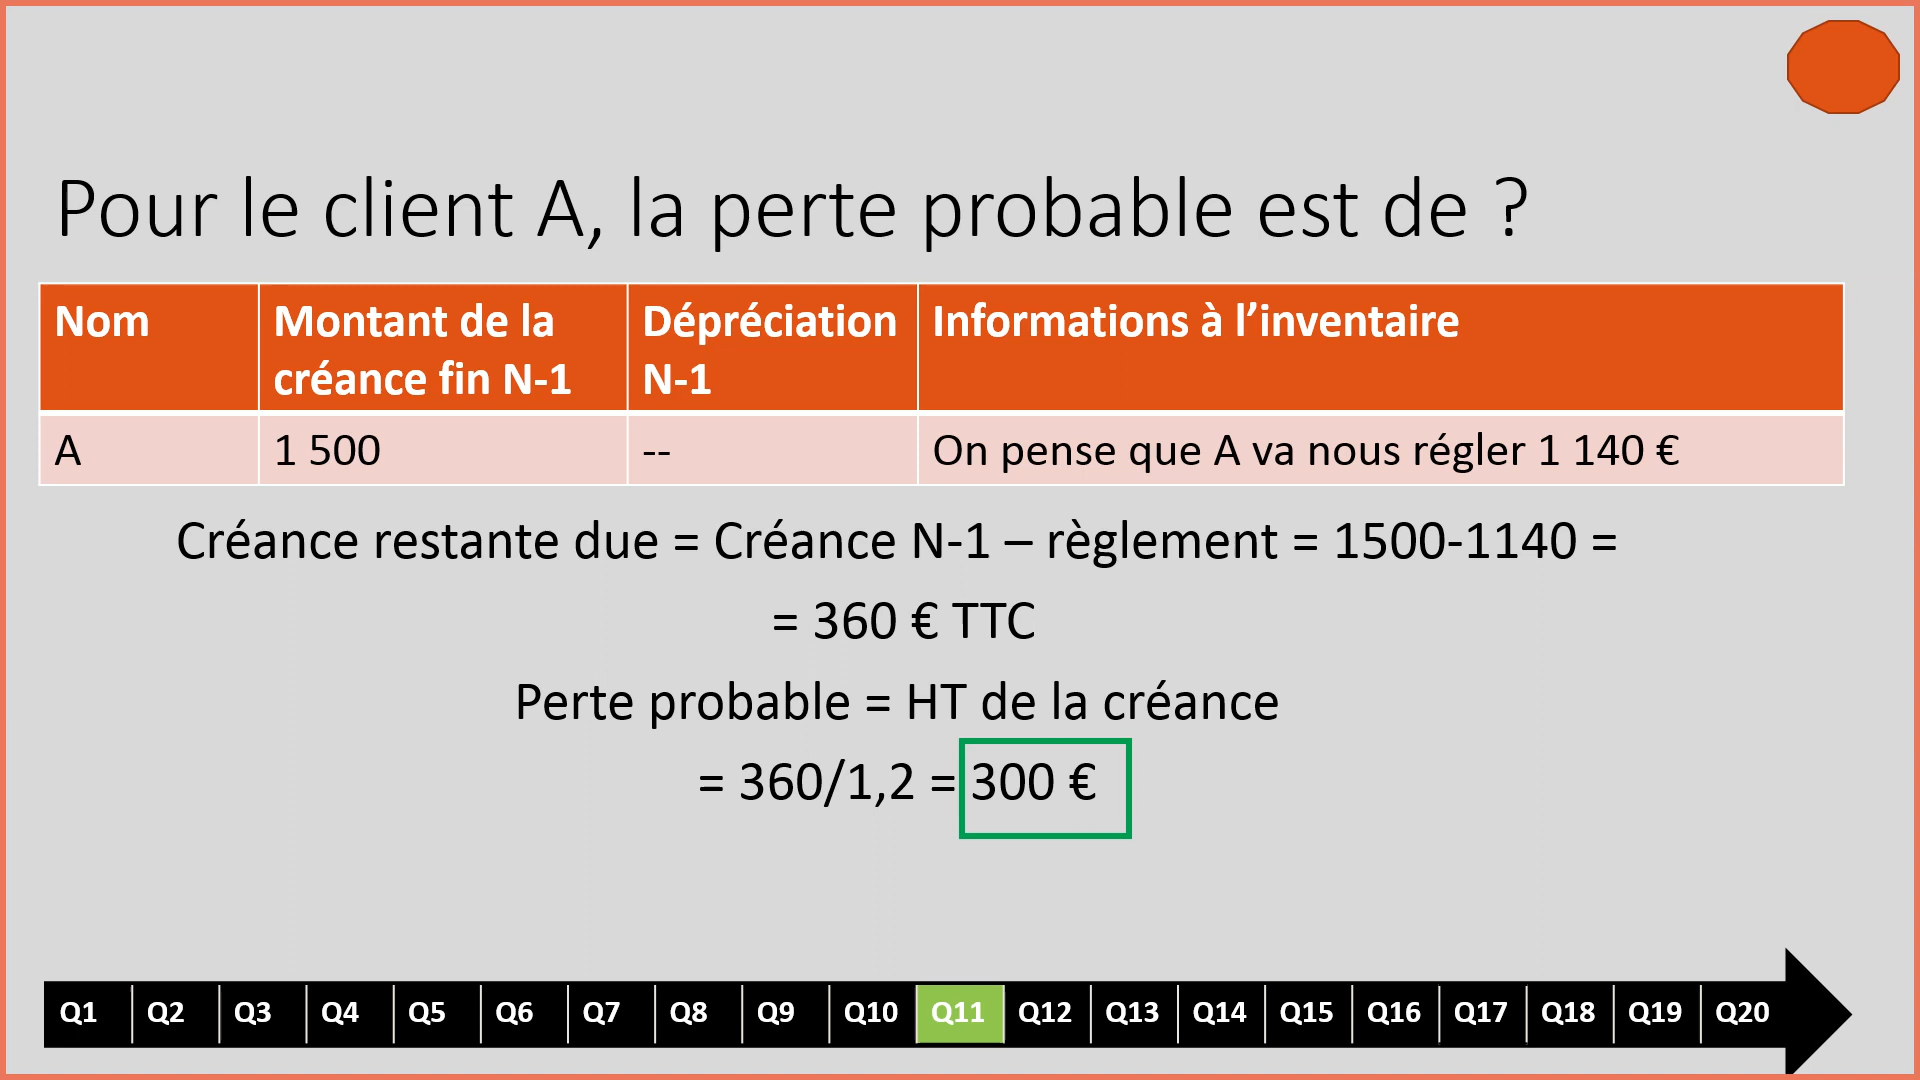 Pour le client A, la perte probable est de ?
Nom
Montant de la
créance fin N-1
Dépréciation
N-1
Informations à l’inventaire
A
1 500
--
On pense que A va nous régler 1 140 €
Créance restante due = Créance N-1 – règlement = 1500-1140 =
= 360 € TTC
Perte probable = HT de la créance
= 360/1,2 = 300 €
Q1 Q2 Q3 Q4 Q5 Q6 Q7 Q8 Q9 Q10 Q11 Q12 Q13 Q14 Q15 Q16 Q17 Q18 Q19 Q20